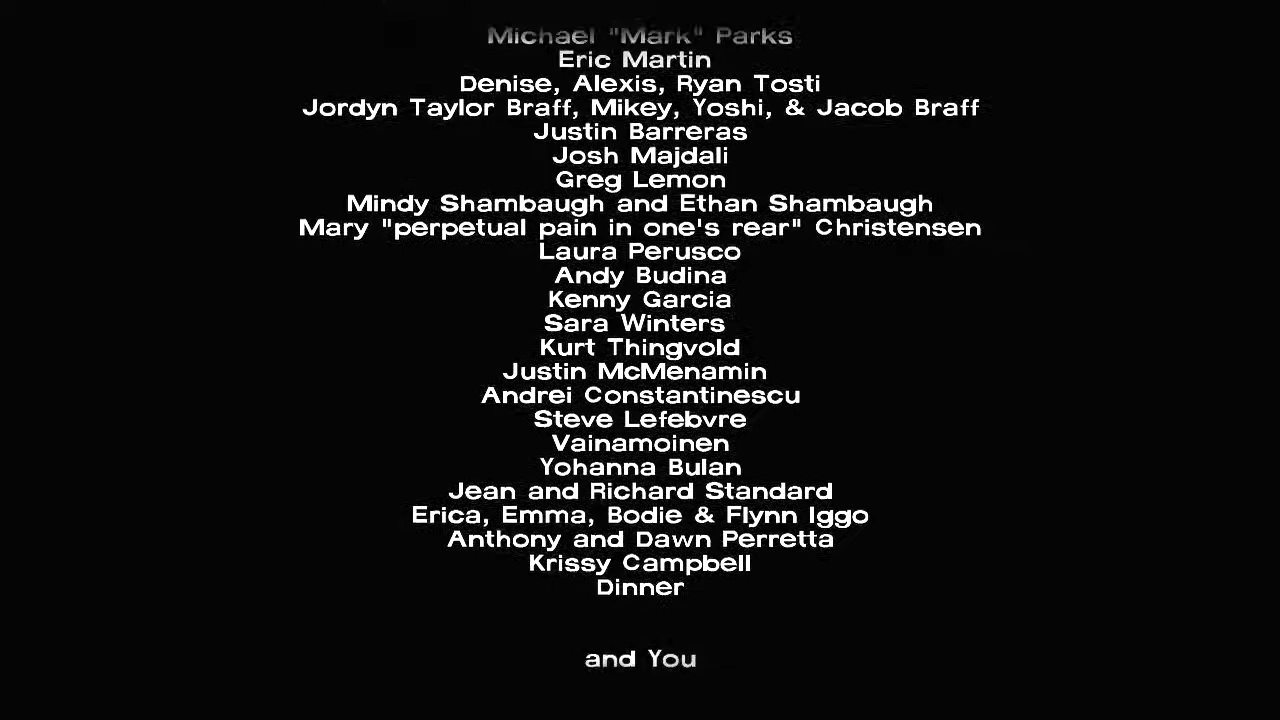 Michael "Mark" Parks
Eric Martin
Denise, Alexis, Ryan Tosti
Jordyn Taylor Braff, Mikey, Yoshi, & Jacob Braff
Justin Barreras
Josh Majdali
Greg Lemon
Mindy Shambaugh and Ethan Shambaugh
Mary "perpetual pain in one's rear" Christensen
Laura Perusco
Andy Budina
Kenny Garcia
Sara Winters
Kurt Thingvold
Justin McMenamin
Andrei Constantinescu
Steve Lefebvre
Vainamoinen
Yohanna Bulan
Jean and Richard Standard
Erica, Emma, Bodie & Flynn Iggo
Anthony and Dawn Perretta
Krissy Campbell
Dinner
and You